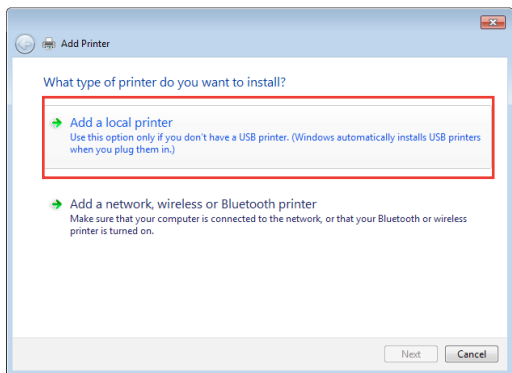 Add Printer
What type of printer do you want to install?
Add a local printer
Use this option only if you don't have a USB printer. (Windows automatically installs USB printers
when you plug them in.)
Add a network, wireless or Bluetooth printer
Make sure that your computer is connected to the network, or that your Bluetooth or wireless
printer is turned on.
Next
Cancel